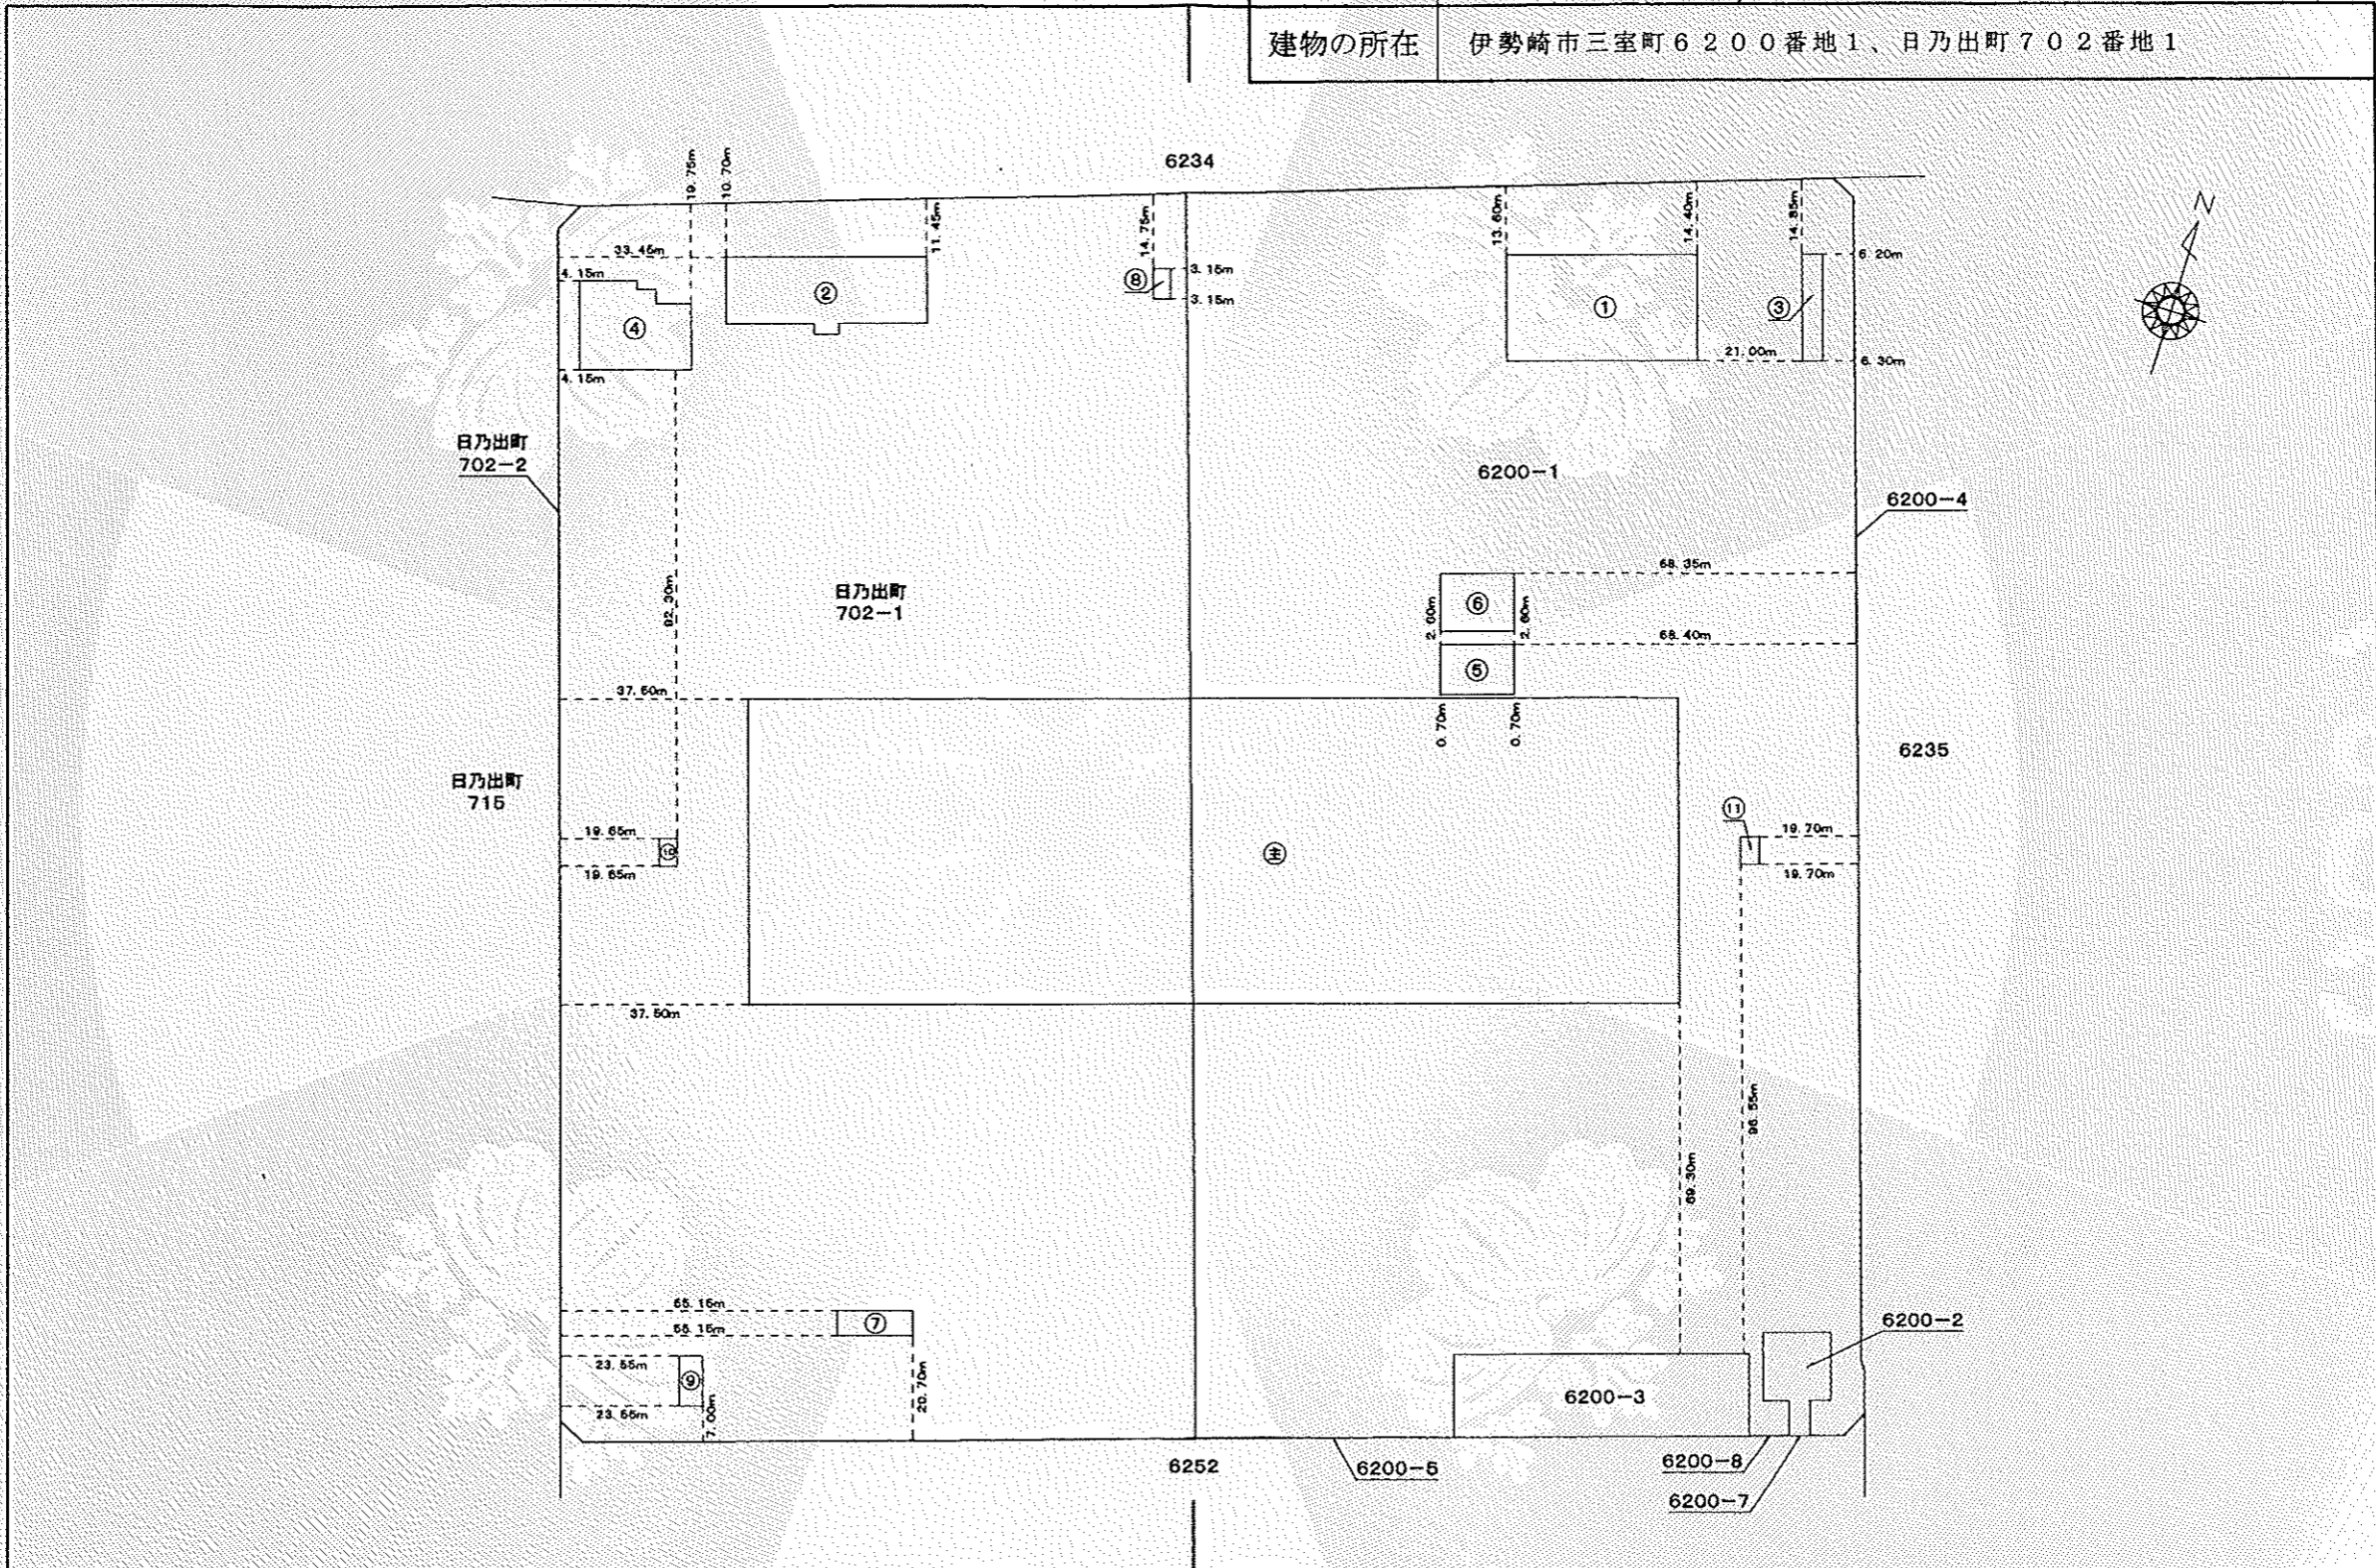 建物の所在 伊勢崎市三室町6200番地1、日乃出町702番地1
6234
19.75m
10.70m
11.45m
14.75m
13.60m
14.40m
14.85m
N
33.45m
4.15m
②
⑧
3.15m
3.15m
①
③
6.20m
④
4.15m
21.00m
6.30m
日乃出町
702-2
6200-1
6200-4
68.35m
日乃出町
702-1
92.30m
⑥
2.60m
2.60m
68.40m
⑤
37.50m
0.70m
0.70m
6235
日乃出町
715
⑪
19.65m
19.70m
⑩
主
19.65m
19.70m
37.50m
96.55m
69.30m
55.15m
⑦
55.15m
6200-2
23.55m
⑨
20.70m
6200-3
23.55m
7.00m
6252
6200-5
6200-8
6200-7